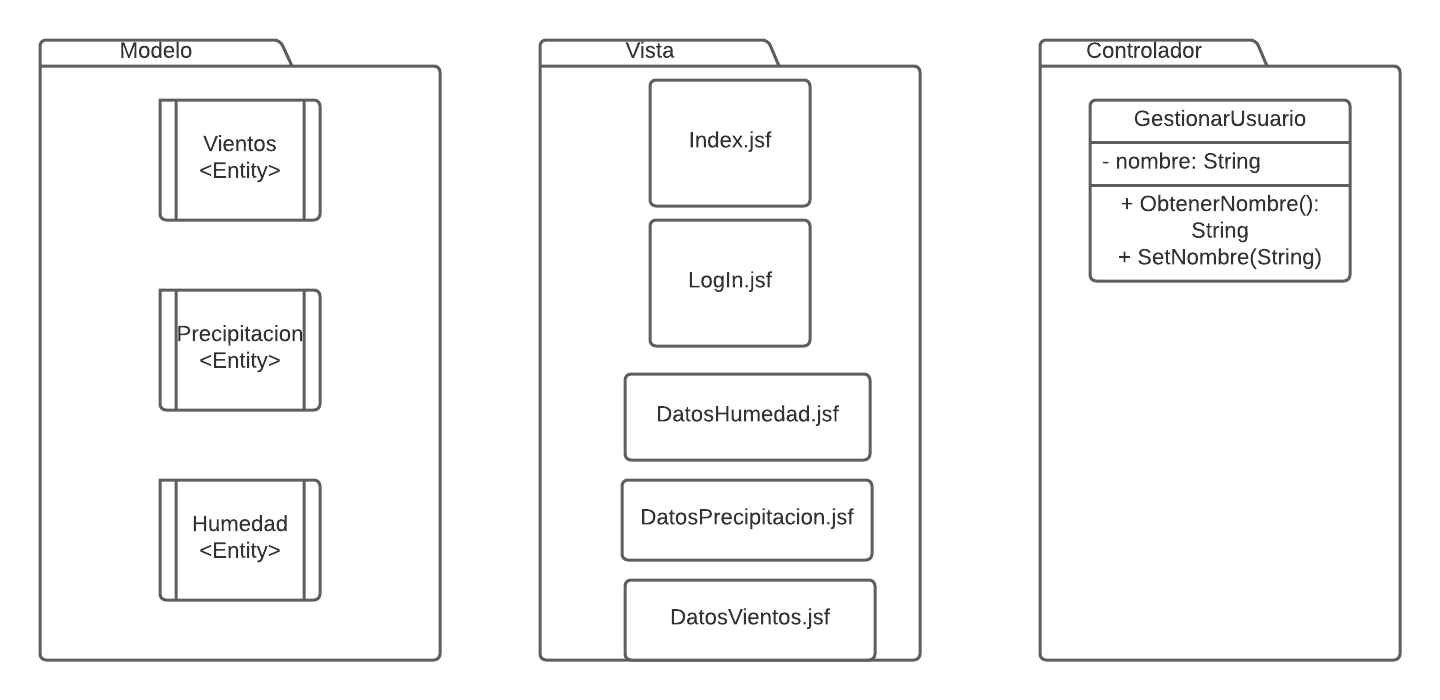 Modelo
Vientos
<Entity>
Precipitacion
<Entity>
Humedad
<Entity>
Vista
Index.jsf
LogIn.jsf
DatosHumedad.jsf
DatosPrecipitacion.jsf
DatosVientos.jsf
Controlador
GestionarUsuario
- nombre: String
+ ObtenerNombre():
String
+ SetNombre(String)